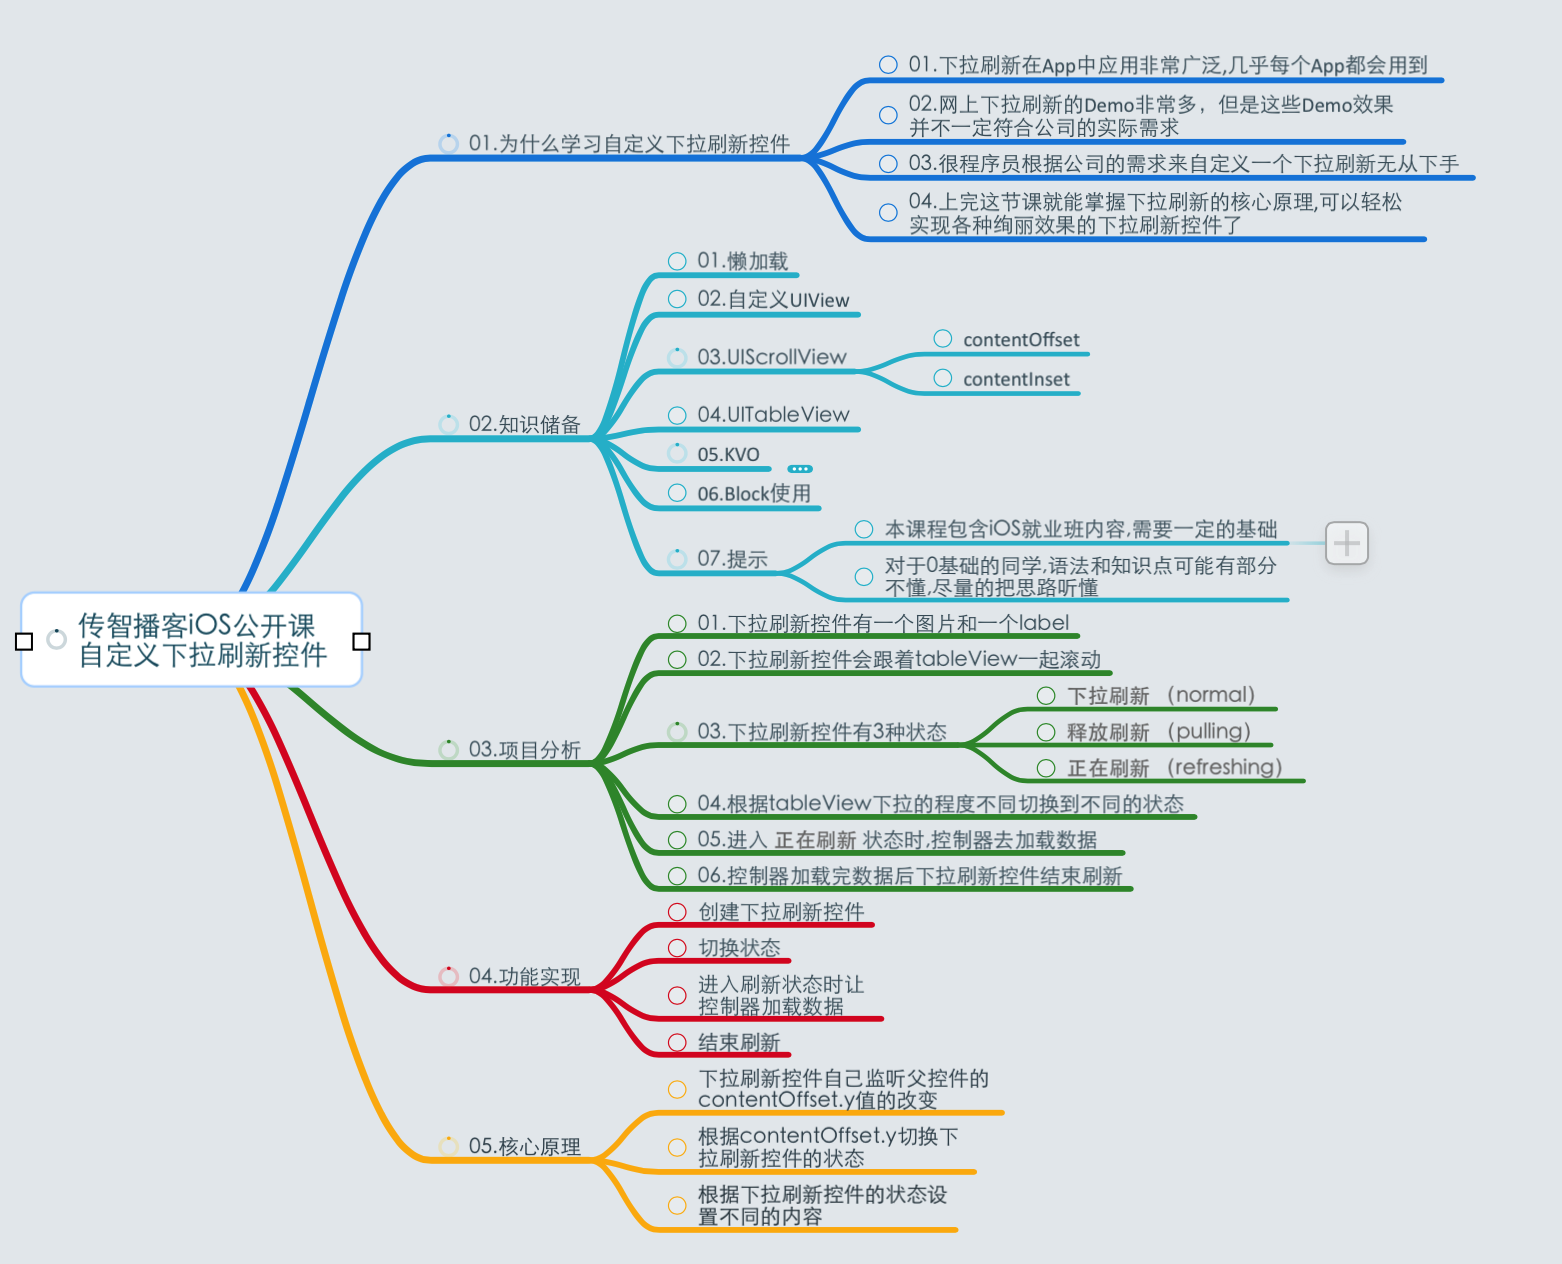 传智播客iOS公开课
自定义下拉刷新控件
01.为什么学习自定义下拉刷新控件
01.下拉刷新在App中应用非常广泛,几乎每个App都会用到
02.网上下拉刷新的Demo非常多，但是这些Demo效果
并不一定符合公司的实际需求
03.很程序员根据公司的需求来自定义一个下拉刷新无从下手
04.上完这节课就能掌握下拉刷新的核心原理,可以轻松
实现各种绚丽效果的下拉刷新控件了
02.知识储备
01.懒加载
02.自定义UIView
03.UIScrollView
contentOffset
contentInset
04.UITableView
05.KVO
06.Block使用
07.提示
本课程包含iOS就业班内容,需要一定的基础
对于0基础的同学,语法和知识点可能有部分
不懂,尽量的把思路听懂
03.项目分析
01.下拉刷新控件有一个图片和一个label
02.下拉刷新控件会跟着tableView一起滚动
03.下拉刷新控件有3种状态
下拉刷新 （normal）
释放刷新 （pulling）
正在刷新 （refreshing）
04.根据tableView下拉的程度不同切换到不同的状态
05.进入 正在刷新 状态时,控制器去加载数据
06.控制器加载完数据后下拉刷新控件结束刷新
04.功能实现
创建下拉刷新控件
切换状态
进入刷新状态时让
控制器加载数据
结束刷新
05.核心原理
下拉刷新控件自己监听父控件的
contentOffset.y值的改变
根据contentOffset.y切换下
拉刷新控件的状态
根据下拉刷新控件的状态设
置不同的内容